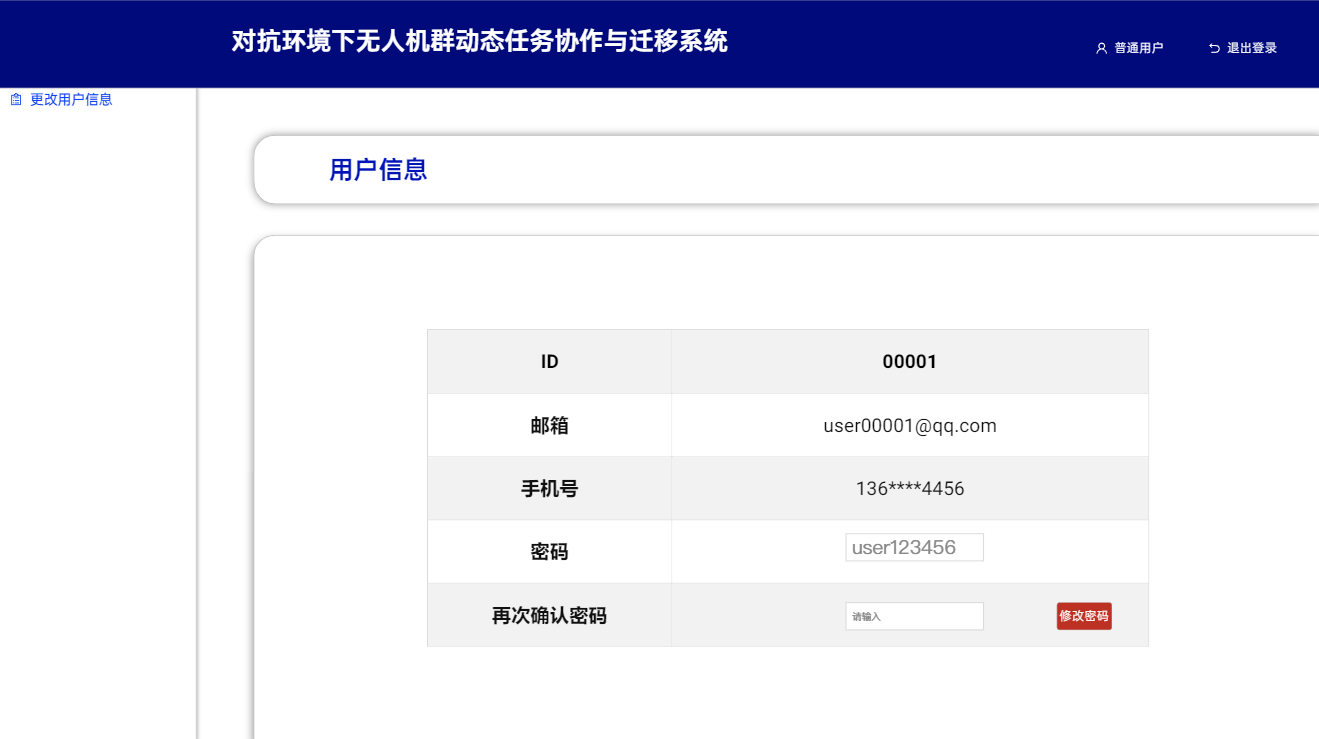 对抗环境下无人机群动态任务协作与迁移系统
普通用户
退出登录
更改用户信息
用户信息
ID 00001
邮箱 user00001@qq.com
手机号 136****4456
密码 user123456
再次确认密码 请输入 修改密码